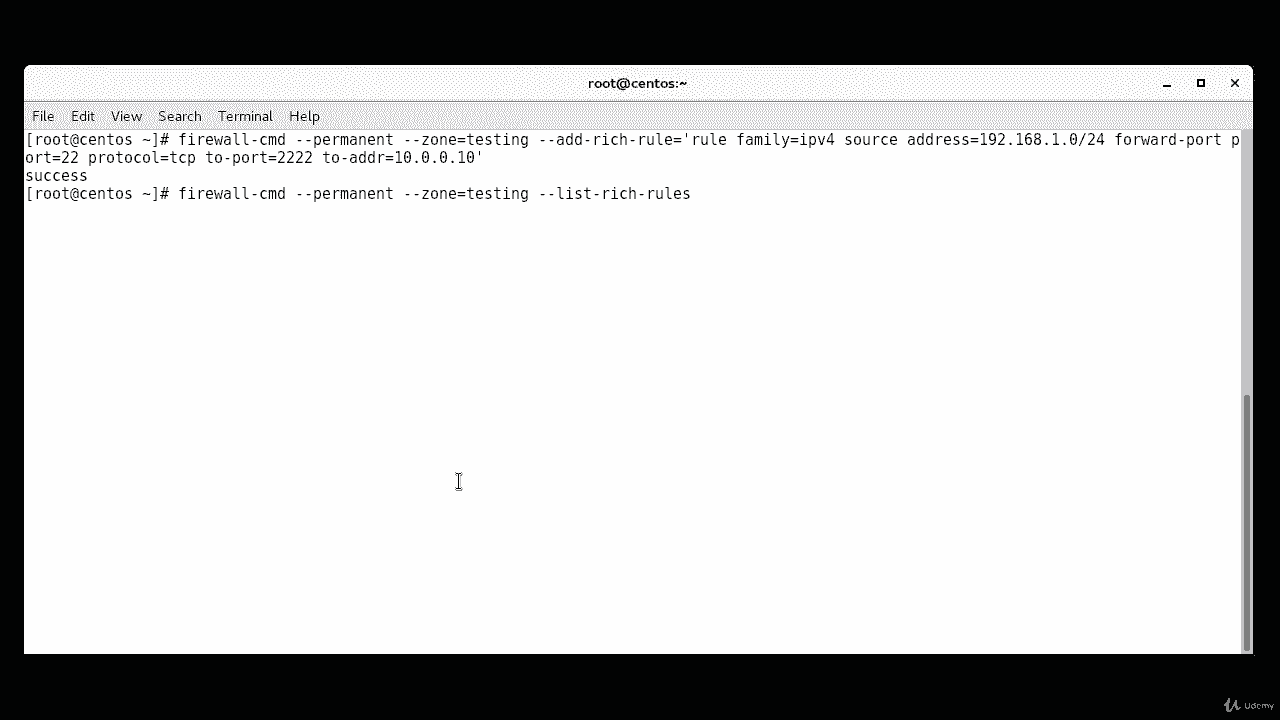 root@centos:~
File Edit View Search Terminal Help
[root@centos ~]# firewall-cmd --permanent --zone=testing --add-rich-rule='rule family=ipv4 source address=192.168.1.0/24 forward-port p
ort=22 protocol=tcp to-port=2222 to-addr=10.0.0.10'
success
[root@centos ~]# firewall-cmd --permanent --zone=testing --list-rich-rules
Udemy